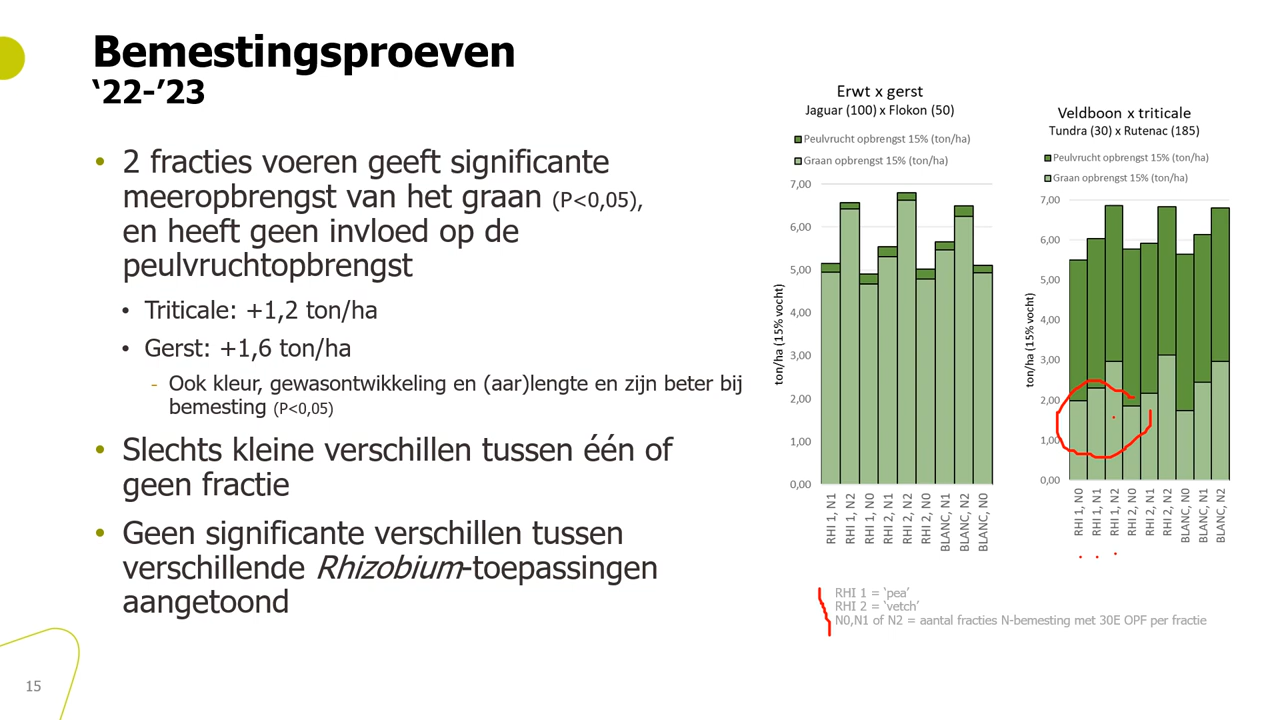 Bemestingsproeven
‘22-’23
• 2 fracties voeren geeft significante
meeropbrengst van het graan (P<0,05),
en heeft geen invloed op de
peulvruchtopbrengst
• Triticale: +1,2 ton/ha
• Gerst: +1,6 ton/ha
- Ook kleur, gewasontwikkeling en (aar)lengte en zijn beter bij
bemesting (P<0,05)
• Slechts kleine verschillen tussen één of
geen fractie
• Geen significante verschillen tussen
verschillende Rhizobium-toepassingen
aangetoond
15
Erwt x gerst
Jaguar (100) x Flokon (50)
Peulvrucht opbrengst 15% (ton/ha)
Graan opbrengst 15% (ton/ha)
ton/ha (15% vocht)
7,00
6,00
5,00
4,00
3,00
2,00
1,00
0,00
RHI 1, N1
RHI 1, N2
RHI 1, N0
RHI 2, N1
RHI 2, N2
RHI 2, N0
BLANC, N1
BLANC, N2
BLANC, N0
Veldboon x triticale
Tundra (30) x Rutenac (185)
Peulvrucht opbrengst 15% (ton/ha)
Graan opbrengst 15% (ton/ha)
ton/ha (15% vocht)
7,00
6,00
5,00
4,00
3,00
2,00
1,00
0,00
RHI 1, N0
RHI 1, N1
RHI 1, N2
RHI 2, N0
RHI 2, N1
RHI 2, N2
BLANC, N0
BLANC, N1
BLANC, N2
RHI 1 = ‘pea’
RHI 2 = ‘vetch’
N0,N1 of N2 = aantal fracties N-bemesting met 30E OPF per fractie